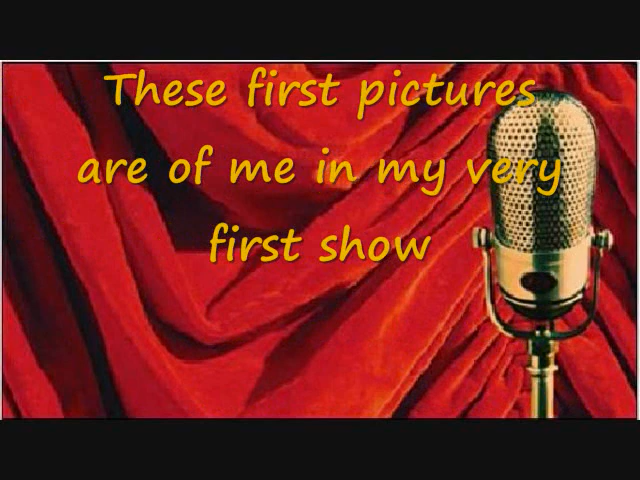 These first pictures
are of me in my very
first show